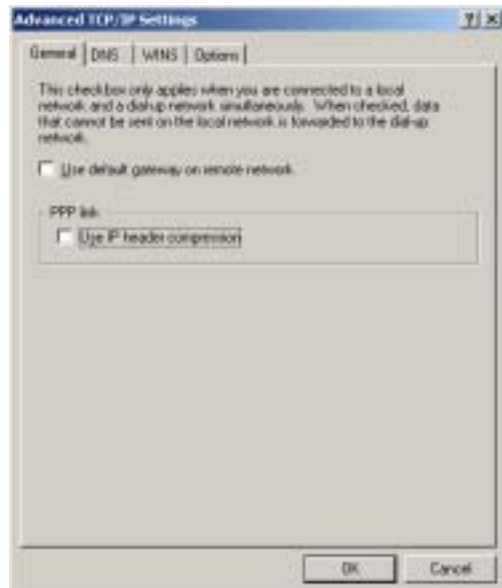 Advanced TCP/IP Settings
General DNS WINS Options
This checkbox only applies when you are connected to a local
network and a dial-up network simultaneously. When checked, data
that cannot be sent on the local network is forwarded to the dial-up
network.
Use default gateway on remote network
PPP link
Use IP header compression
OK Cancel